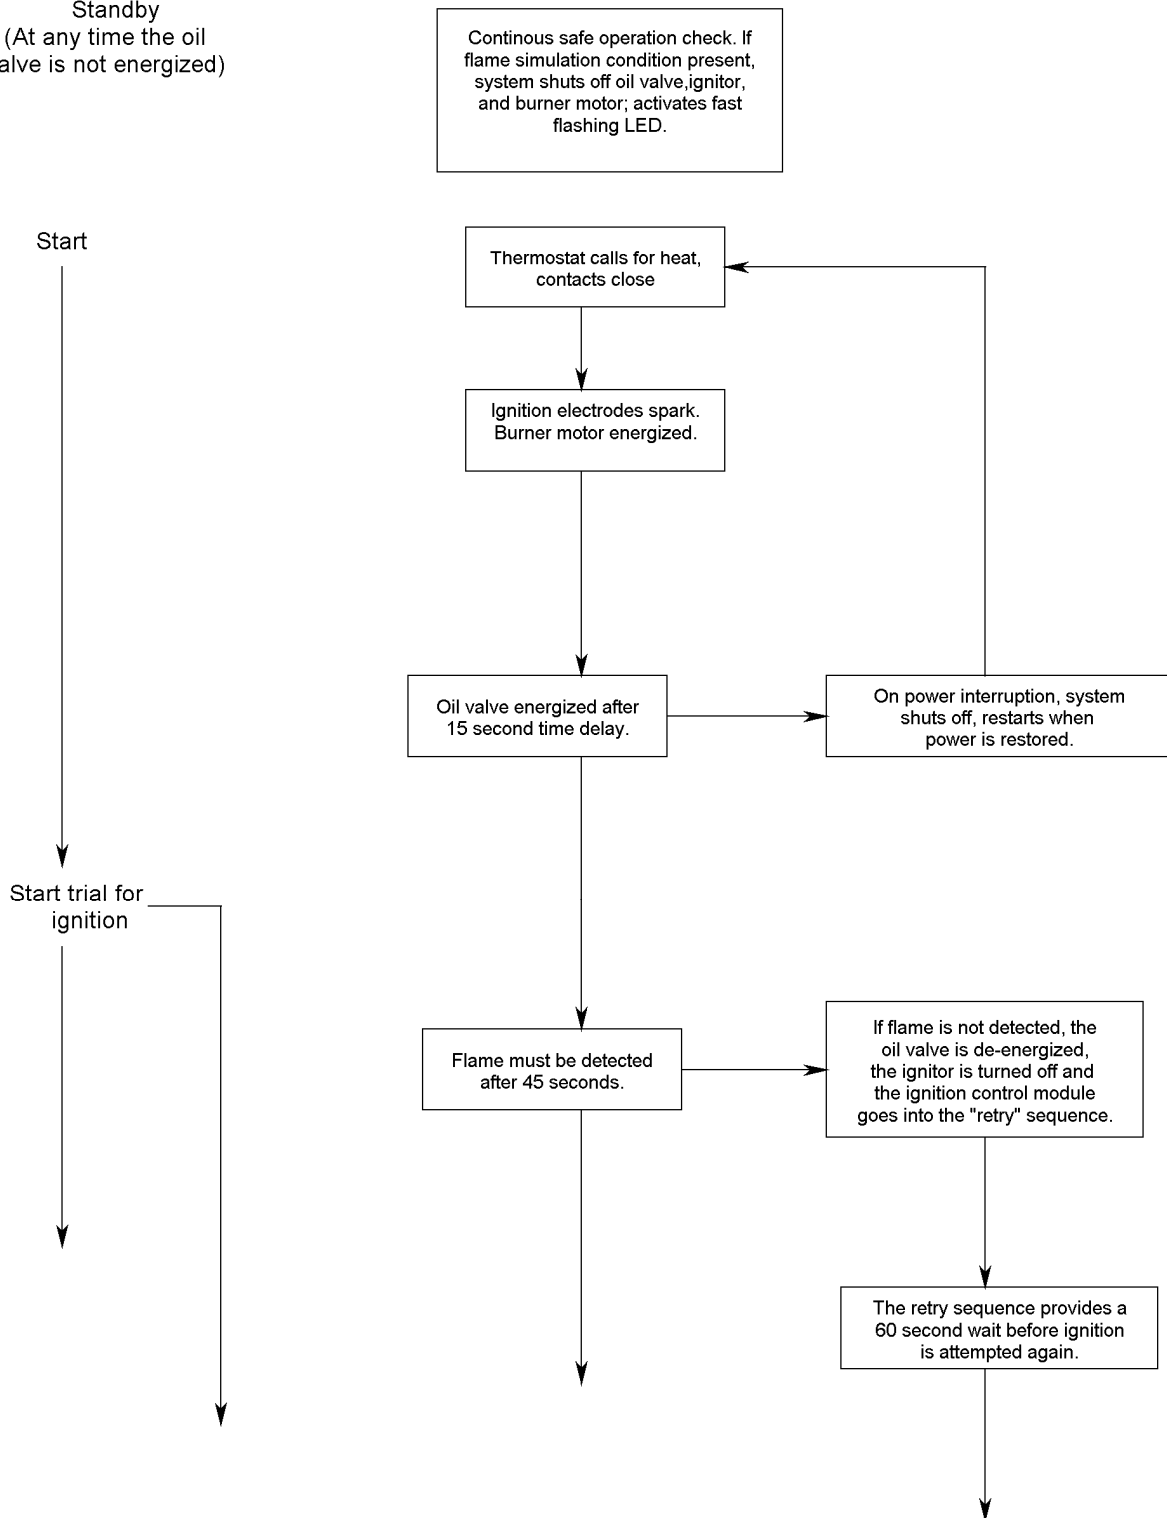 Standby
(At any time the oil
alve is not energized)
Continous safe operation check. If
flame simulation condition present,
system shuts off oil valve,ignitor,
and burner motor; activates fast
flashing LED.
Start
Thermostat calls for heat,
contacts close
Ignition electrodes spark.
Burner motor energized.
Oil valve energized after
15 second time delay.
On power interruption, system
shuts off, restarts when
power is restored.
Start trial for
ignition
Flame must be detected
after 45 seconds.
If flame is not detected, the
oil valve is de-energized,
the ignitor is turned off and
the ignition control module
goes into the "retry" sequence.
The retry sequence provides a
60 second wait before ignition
is attempted again.